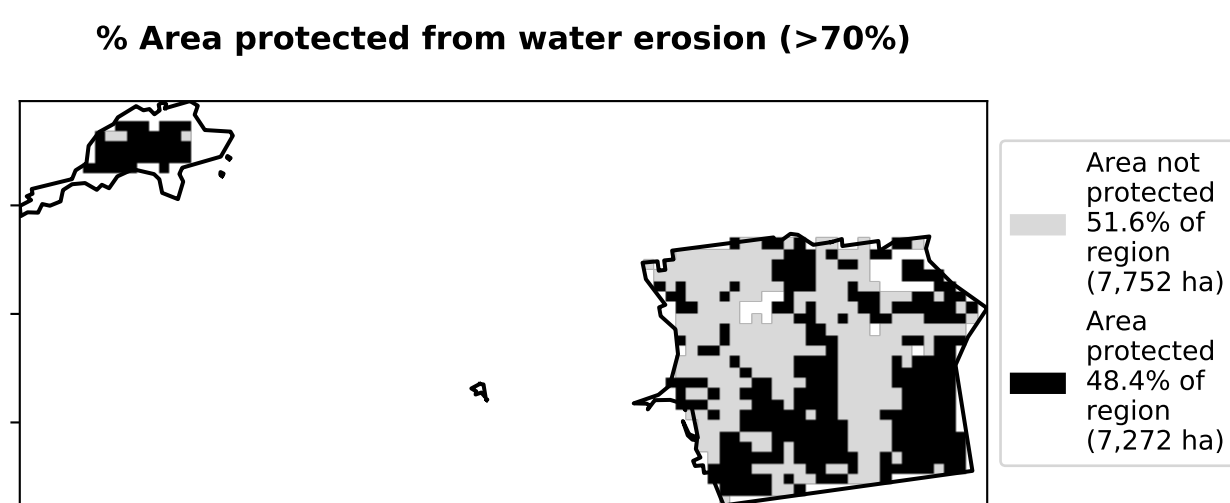 % Area protected from water erosion (>70%)
Area not
protected
51.6% of
region
(7,752 ha)
Area
protected
48.4% of
region
(7,272 ha)